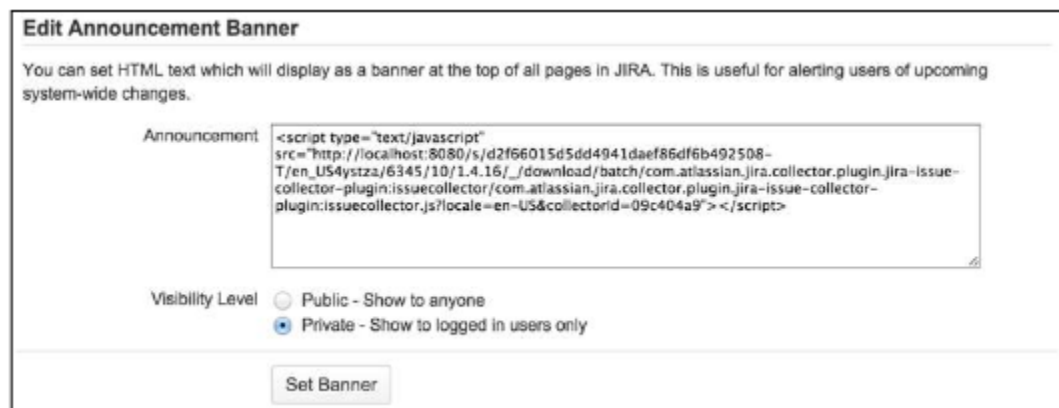 Edit Announcement Banner
You can set HTML text which will display as a banner at the top of all pages in JIRA. This is useful for alerting users of upcoming
system-wide changes.
Announcement
<script type="text/javascript"
src="http://localhost:8080/s/d2f66015d5dd4941daef86df6b492508-
T/en_US4ystza/6345/10/1.4.16/_/download/batch/com.atlassian.jira.collector.plugin.jira-issue-
collector-plugin:issuecollector/com.atlassian.jira.collector.plugin.jira-issue-collector-
plugin:issuecollector.js?locale=en-US&collectorId=09c404a9"></script>
Visibility Level
Public - Show to anyone
Private - Show to logged in users only
Set Banner